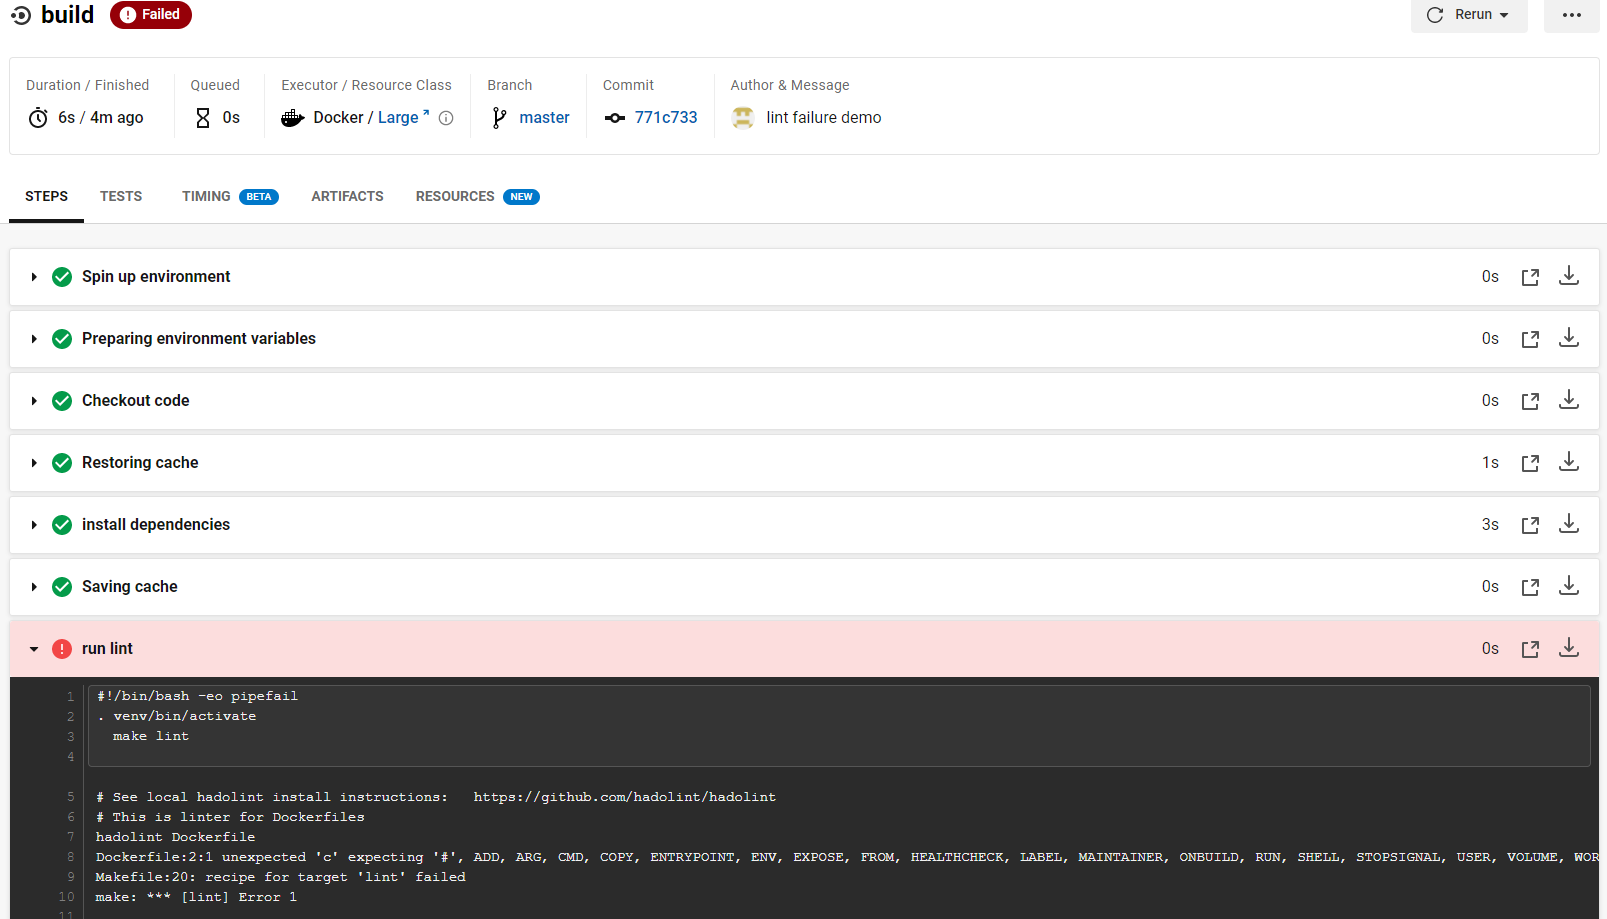 build Failed Rerun
Duration / Finished Queued Executor / Resource Class Branch Commit Author & Message
6s / 4m ago 0s Docker / Large master 771c733 lint failure demo
STEPS TESTS TIMING BETA ARTIFACTS RESOURCES NEW
Spin up environment 0s
Preparing environment variables 0s
Checkout code 0s
Restoring cache 1s
install dependencies 3s
Saving cache 0s
run lint 0s
1 #!/bin/bash -eo pipefail
2 . venv/bin/activate
3 make lint
4
5 # See local hadolint install instructions:   https://github.com/hadolint/hadolint
6 # This is linter for Dockerfiles
7 hadolint Dockerfile
8 Dockerfile:2:1 unexpected 'c' expecting '#', ADD, ARG, CMD, COPY, ENTRYPOINT, ENV, EXPOSE, FROM, HEALTHCHECK, LABEL, MAINTAINER, ONBUILD, RUN, SHELL, STOPSIGNAL, USER, VOLUME, WOR
9 Makefile:20: recipe for target 'lint' failed
10 make: *** [lint] Error 1
11